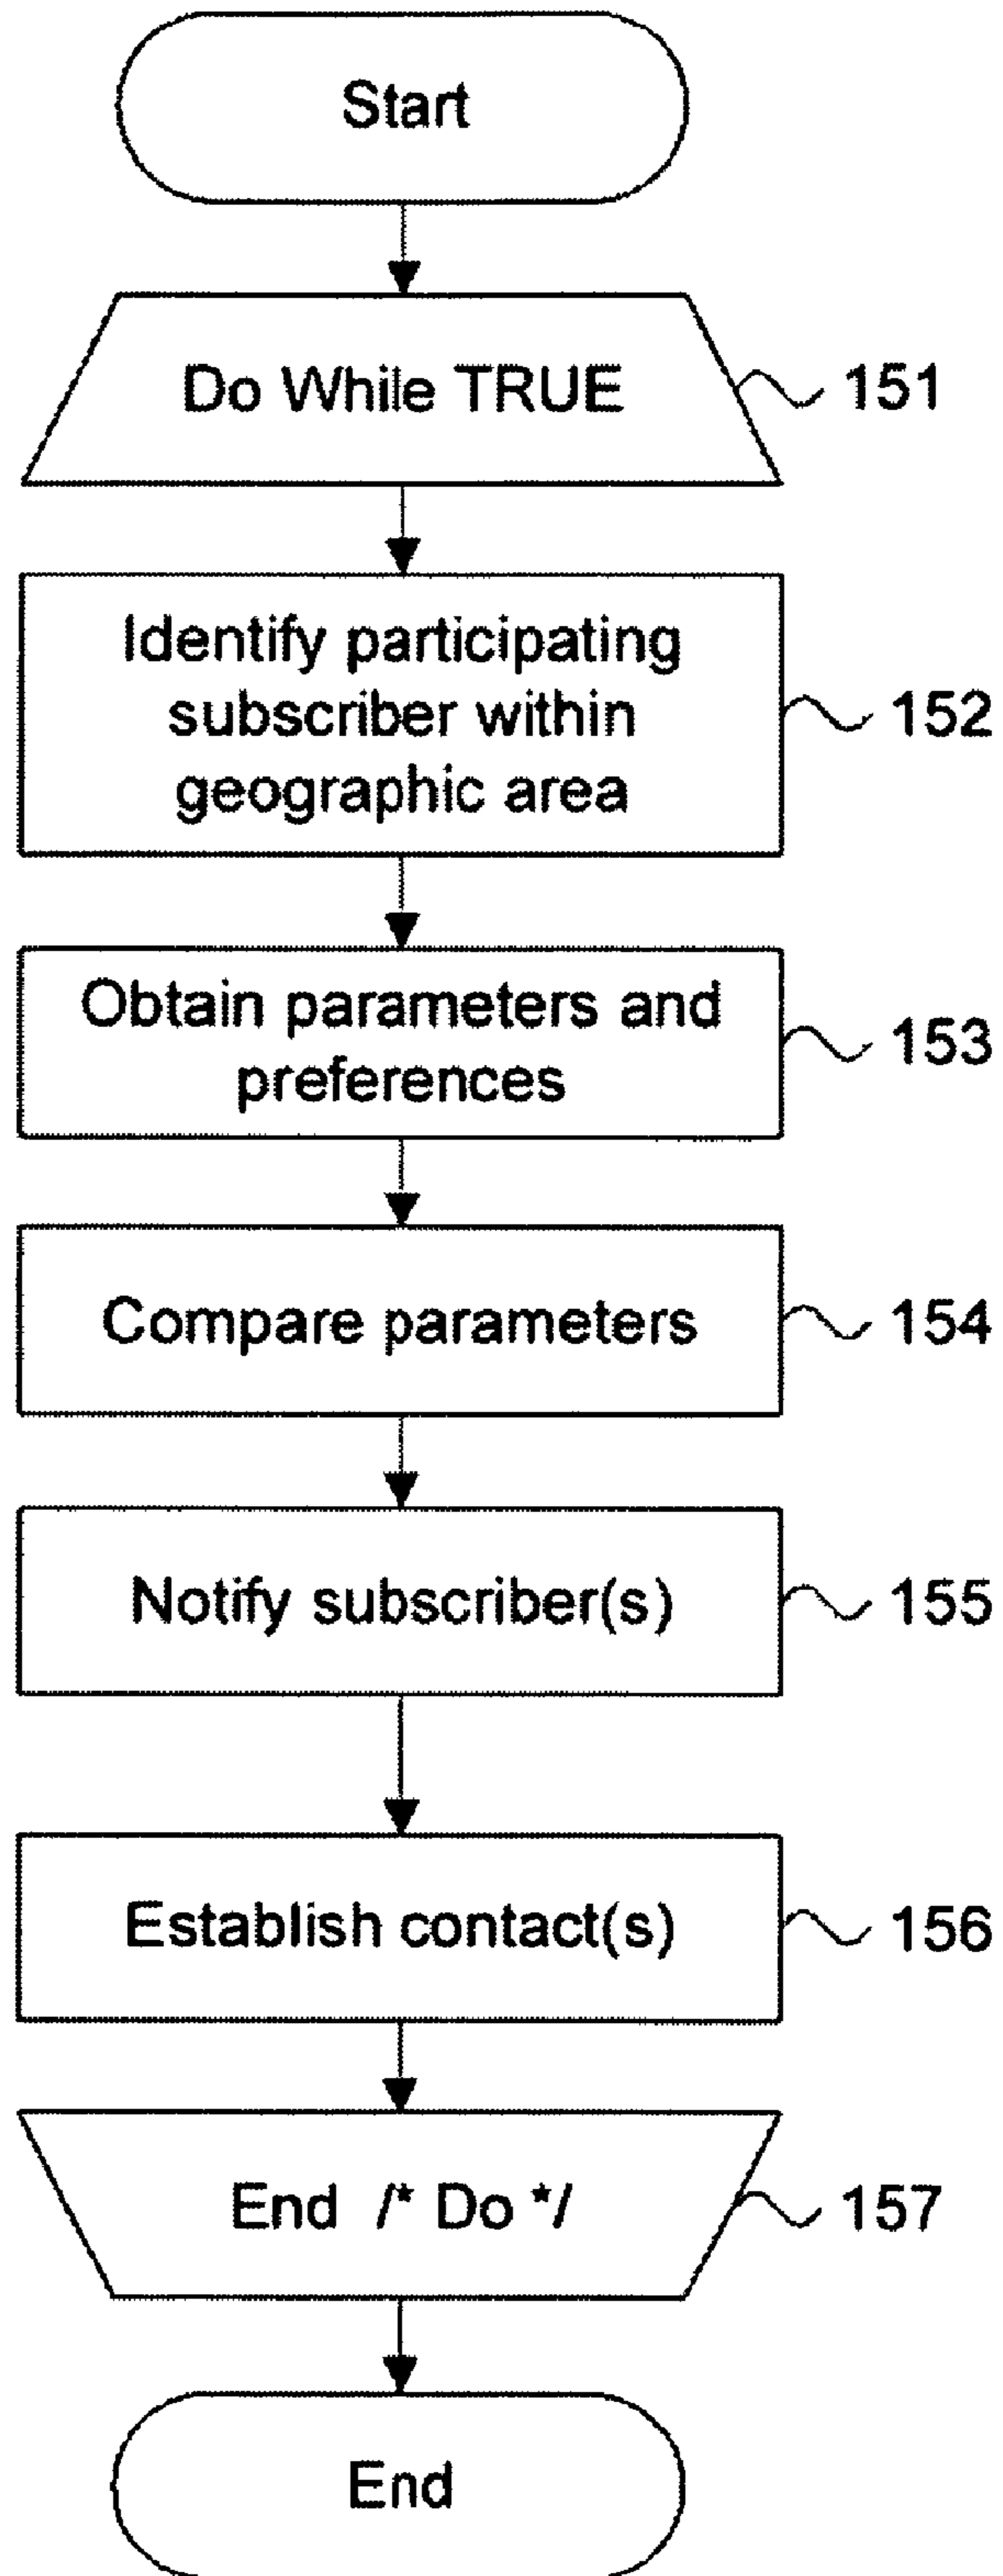 Start
Do While TRUE
151
Identify participating
subscriber within
geographic area
152
Obtain parameters and
preferences
153
Compare parameters
154
Notify subscriber(s)
155
Establish contact(s)
156
End /* Do */
157
End